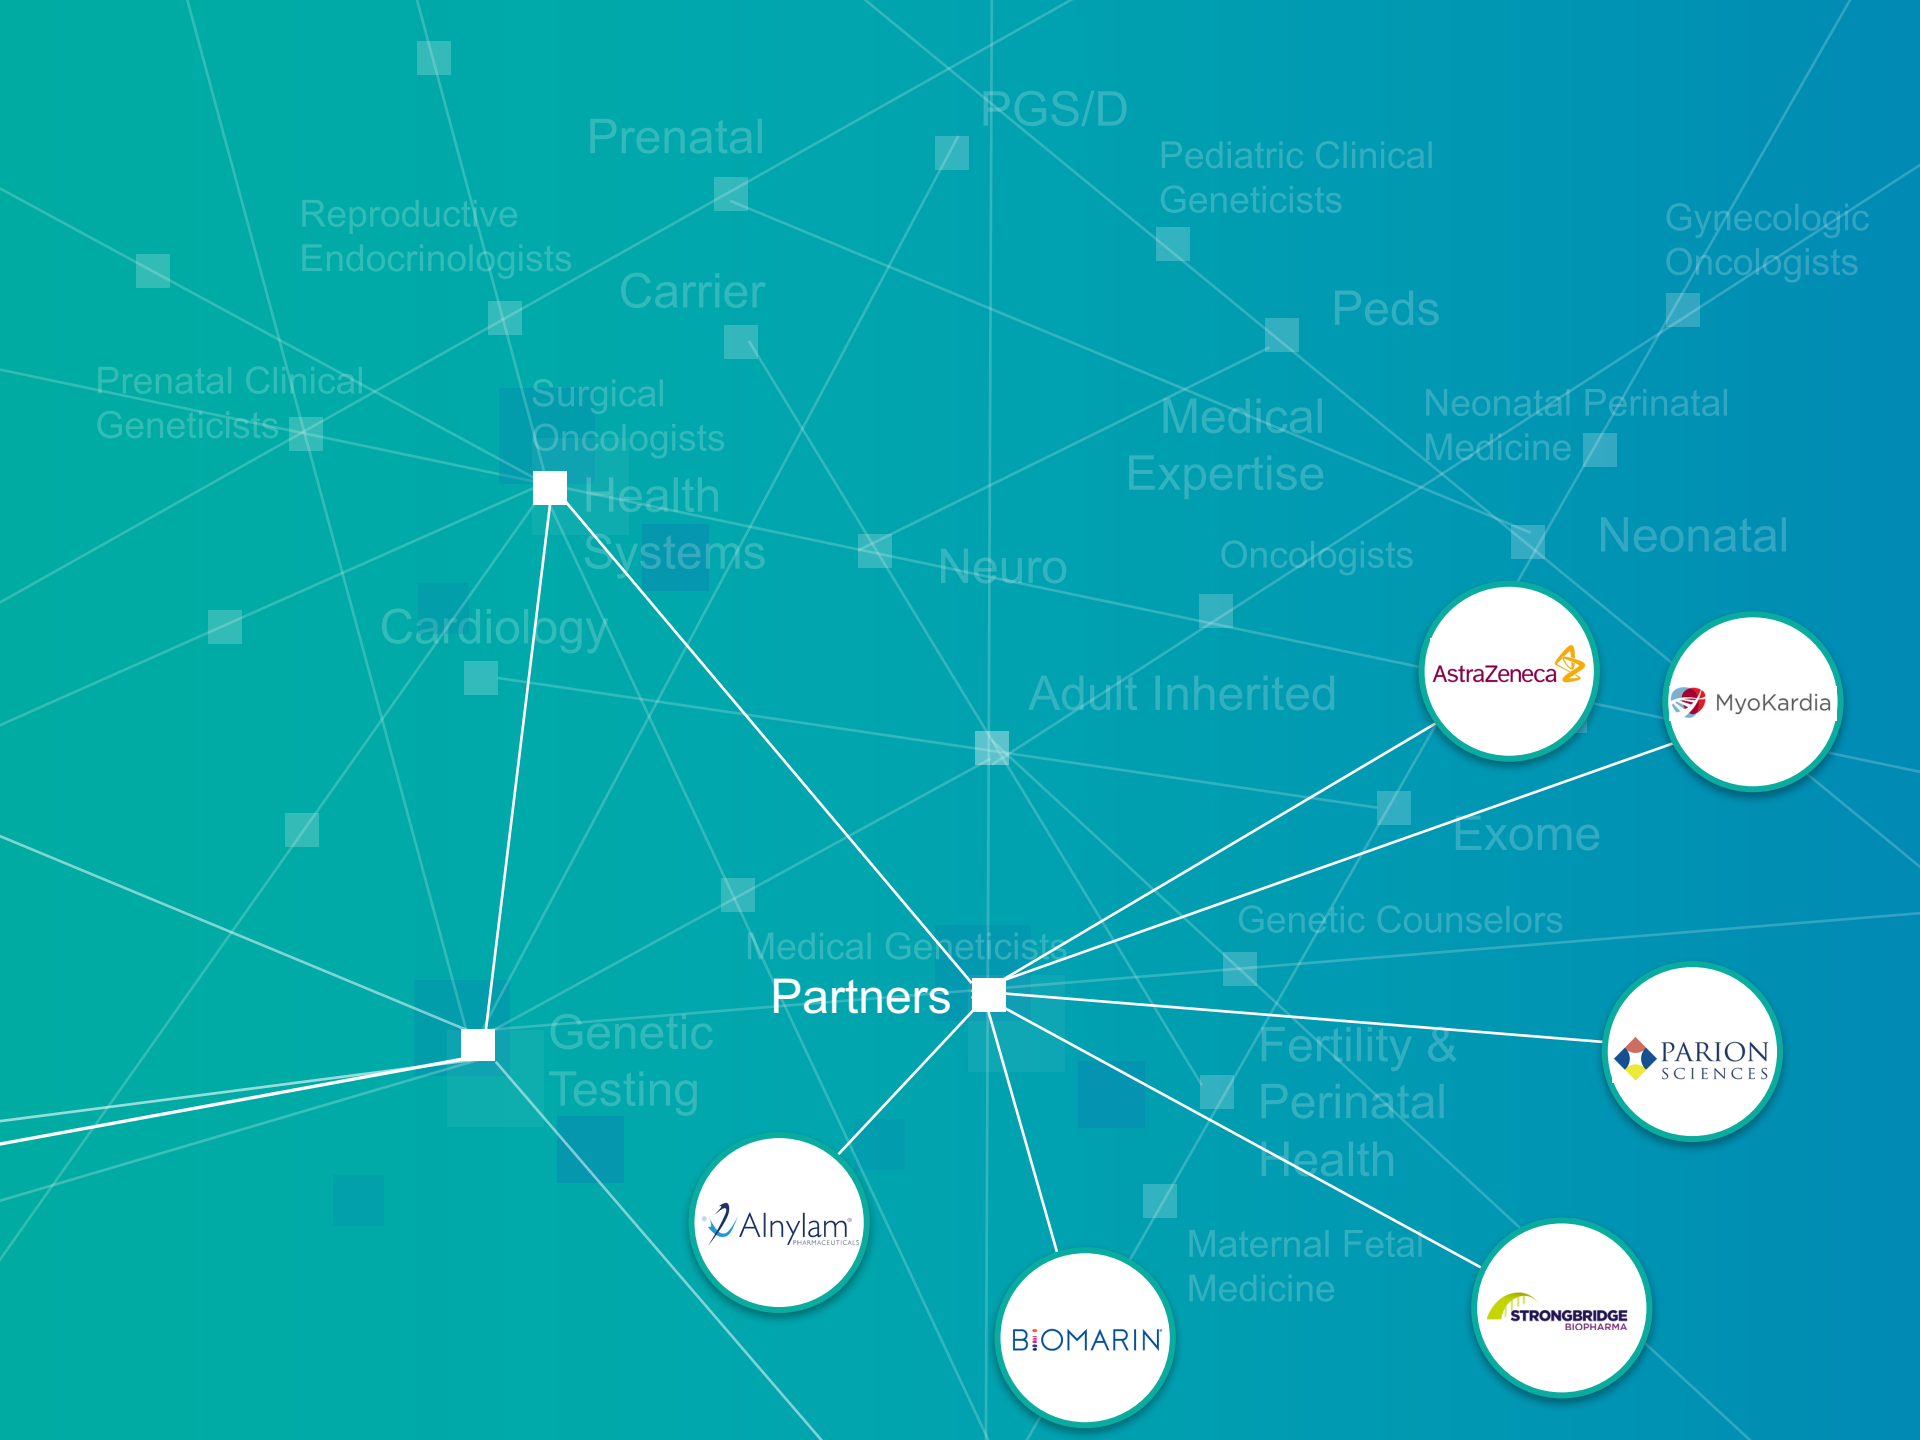 PGS/D
Prenatal
Pediatric Clinical
Geneticists
Reproductive
Endocrinologists
Gynecologic
Oncologists
Carrier
Peds
Prenatal Clinical
Geneticists
Surgical
Oncologists
Medical
Expertise
Neonatal Perinatal
Medicine
Health
Systems
Neuro
Oncologists
Neonatal
Cardiology
Adult Inherited
AstraZeneca
MyoKardia
Exome
Medical Geneticists
Genetic Counselors
Partners
Genetic
Testing
Fertility &
Perinatal
Health
PARION
SCIENCES
Alnylam®
PHARMACEUTICALS
Maternal Fetal
Medicine
BIOMARIN®
STRONGBRIDGE
BIOPHARMA